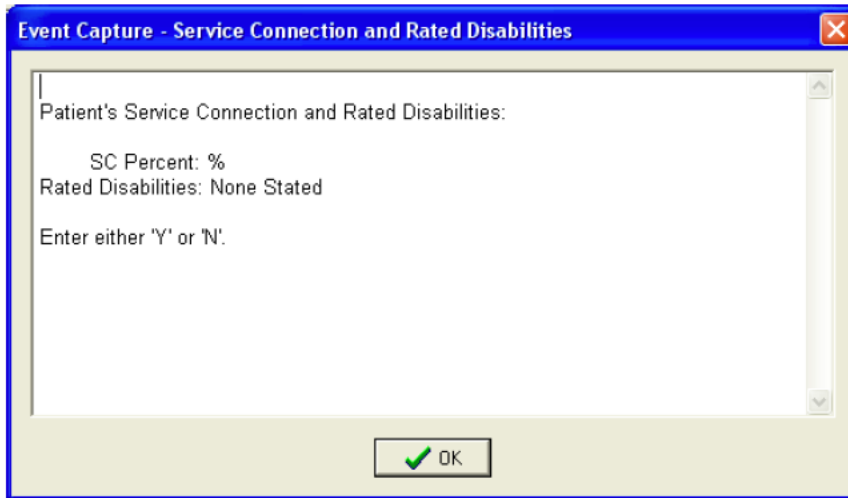 Event Capture - Service Connection and Rated Disabilities
Patient's Service Connection and Rated Disabilities:
SC Percent: %
Rated Disabilities: None Stated
Enter either 'Y' or 'N'.
OK